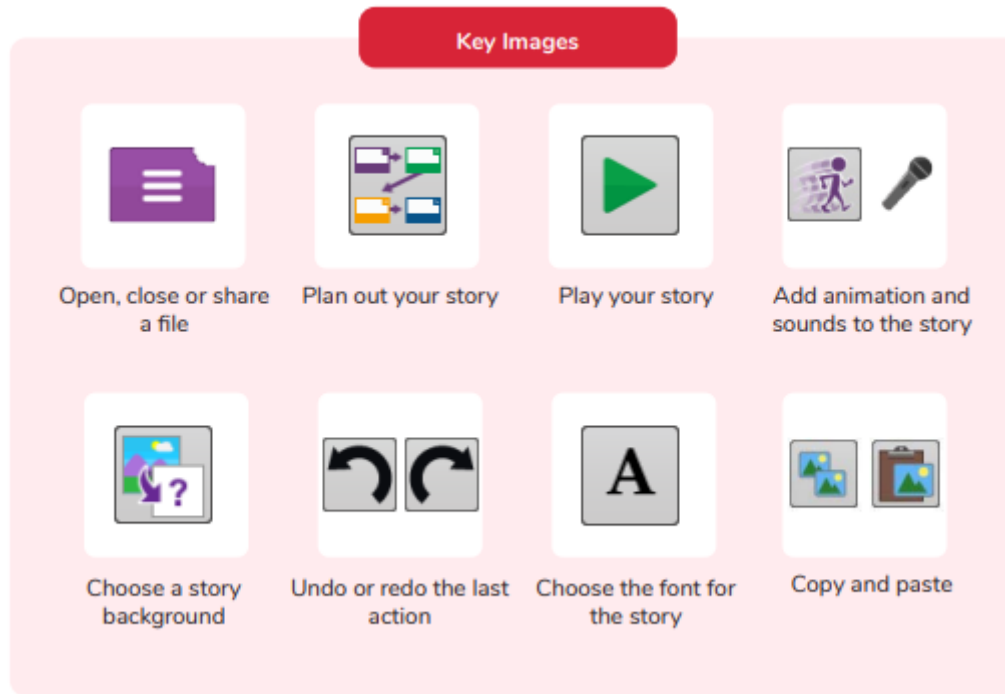 Key Images
Open, close or share
a file
Plan out your story
Play your story
Add animation and
sounds to the story
?
A
Choose a story
background
Undo or redo the last
action
Choose the font for
the story
Copy and paste